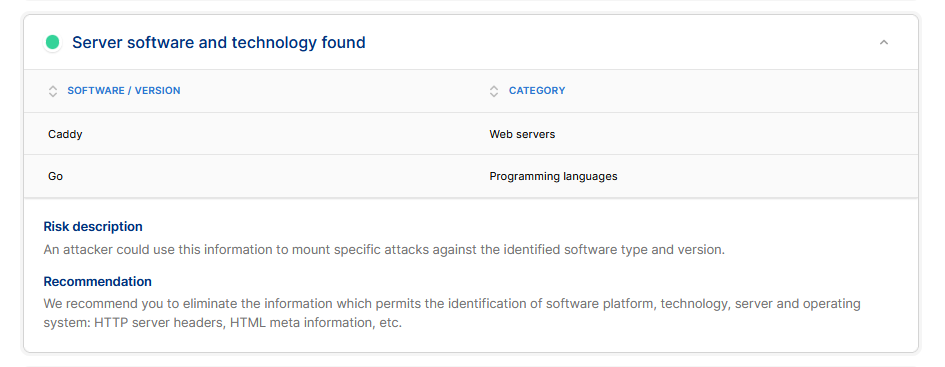 Server software and technology found
SOFTWARE / VERSION
CATEGORY
Caddy
Web servers
Go
Programming languages
Risk description
An attacker could use this information to mount specific attacks against the identified software type and version.
Recommendation
We recommend you to eliminate the information which permits the identification of software platform, technology, server and operating
system: HTTP server headers, HTML meta information, etc.